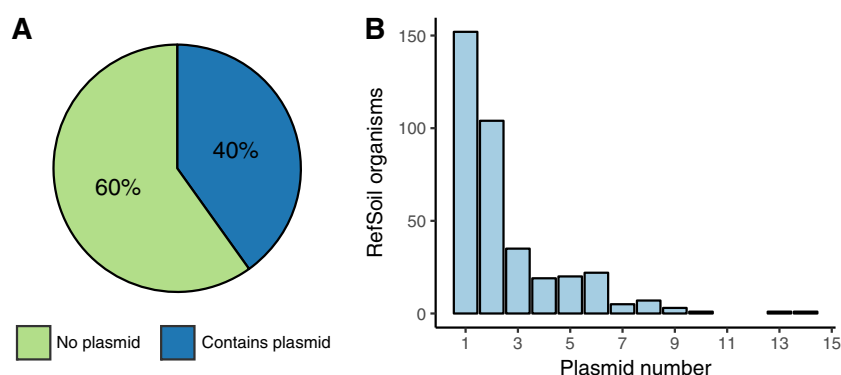 A
40%
60%
No plasmid
Contains plasmid
B
RefSoil organisms
150
100
50
0
1 3 5 7 9 11 13 15
Plasmid number